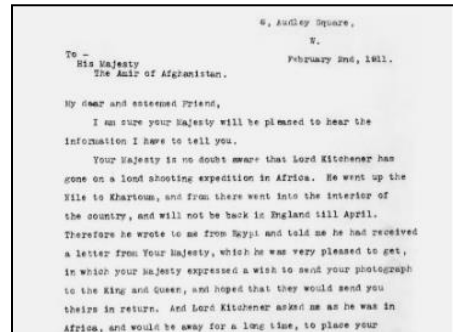 6, Audley Square,
W.
February 2nd, 1911.
To -
His Majesty
The Amir of Afghanistan.
My dear and esteemed Friend,
I am sure your Majesty will be pleased to hear the
information I have to tell you.
Your Majesty is no doubt aware that Lord Kitchener has
gone on a lond shooting expedition in Africa. He went up the
Nile to Khartoum, and from there went into the interior of
the country, and will not be back in England till April.
Therefore he wrote to me from Egypt and told me he had received
a letter from Your Majesty, which he was very pleased to get,
in which your Majesty expressed a wish to send your photograph
to the King and Queen, and hoped that they would send you
theirs in return. And Lord Kitchener asked me as he was in
Africa, and would be away for a long time, to place your